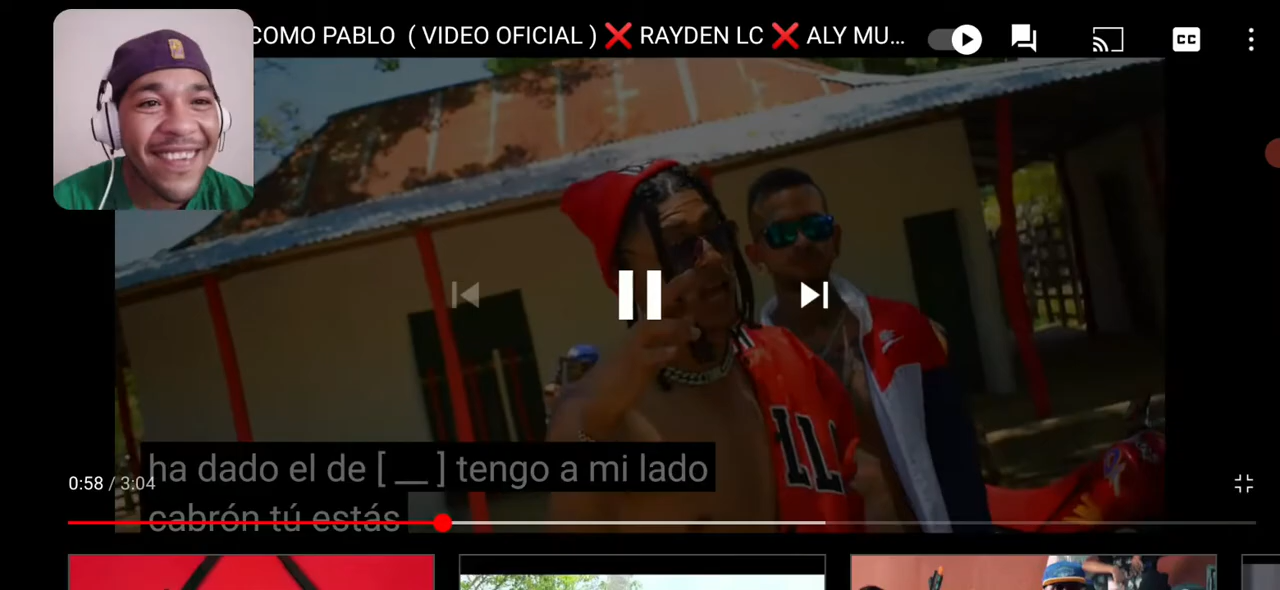 COMO PABLO ( VIDEO OFICIAL ) ❌ RAYDEN LC ❌ ALY MU...
CC
ha dado el de [ __ ] tengo a mi lado
0:58 / 3:04
cabrón tú estás